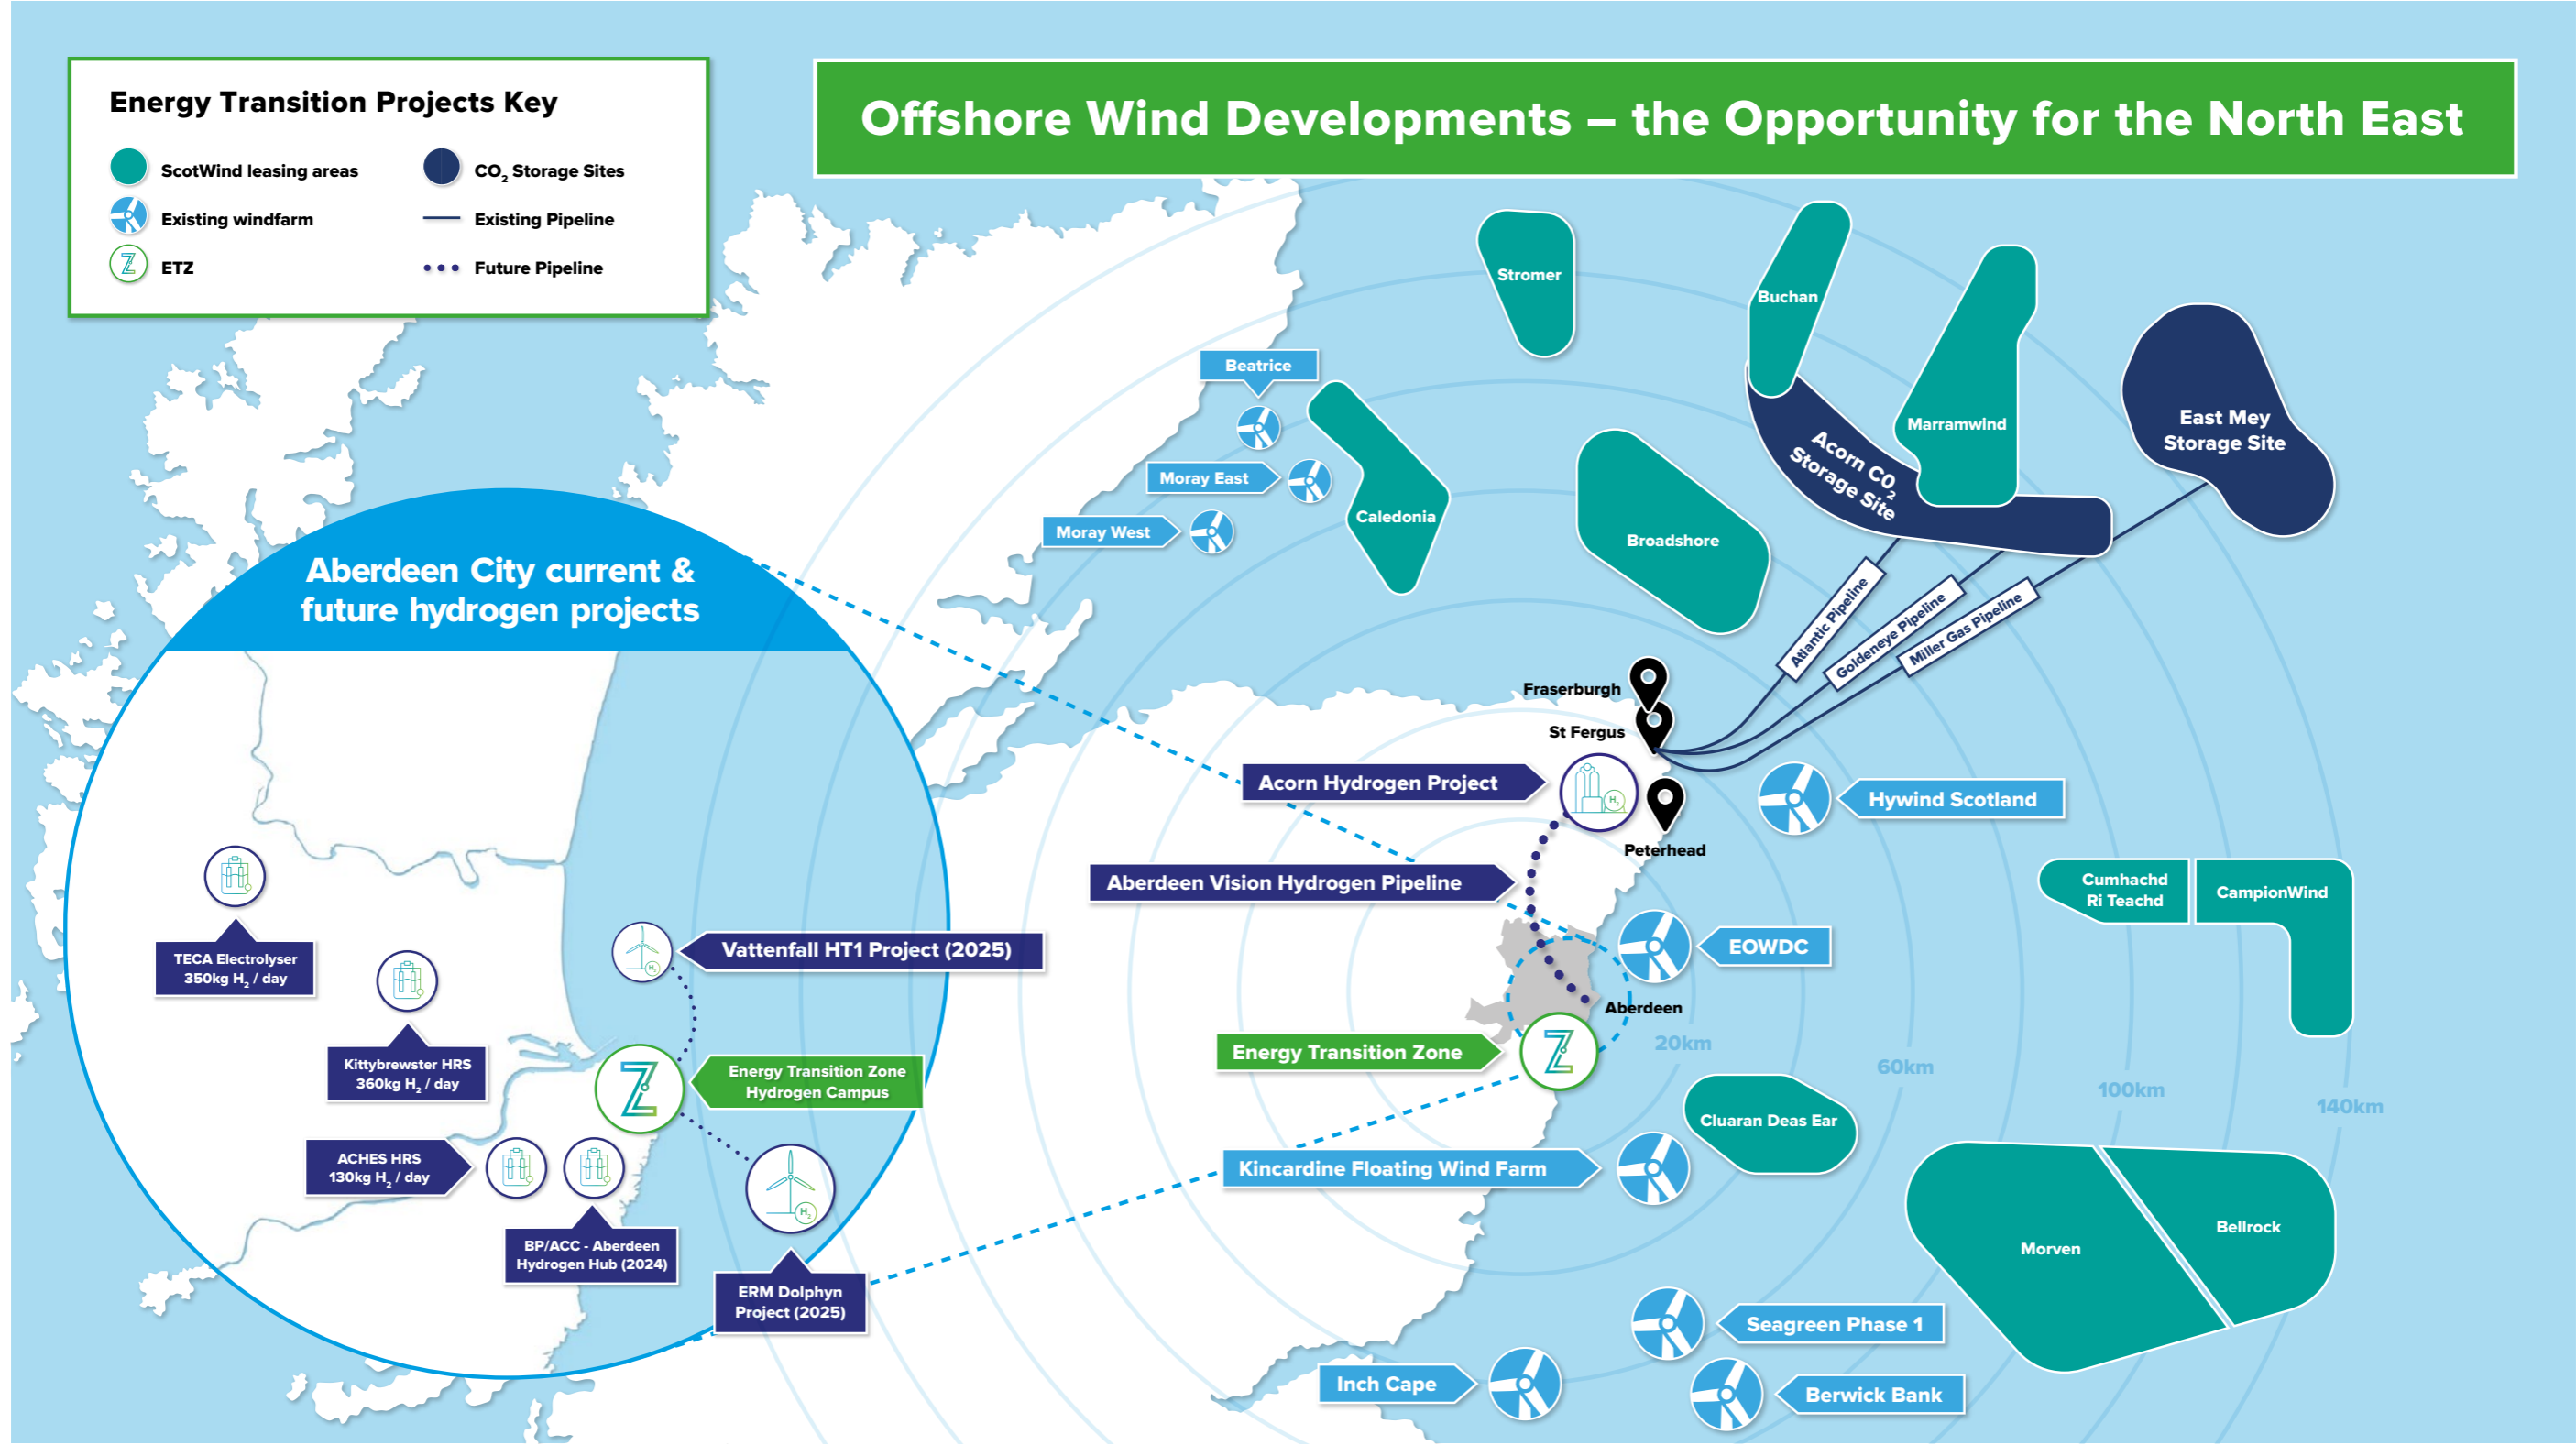 Energy Transition Projects Key
ScotWind leasing areas
Existing windfarm
ETZ
CO2 Storage Sites
Existing Pipeline
Future Pipeline
Offshore Wind Developments – the Opportunity for the North East
Stromer
Buchan
Marramwind
East Mey
Storage Site
Acorn CO2
Storage Site
Beatrice
Moray East
Moray West
Caledonia
Broadshore
Atlantic Pipeline
Goldeneye Pipeline
Miller Gas Pipeline
Fraserburgh
St Fergus
Peterhead
Acorn Hydrogen Project
H2
Hywind Scotland
Aberdeen Vision Hydrogen Pipeline
Cumhachd
Ri Teachd
CampionWind
EOWDC
Aberdeen
Energy Transition Zone
Z
20km
60km
100km
140km
Cluaran Deas Ear
Kincardine Floating Wind Farm
Morven
Bellrock
Seagreen Phase 1
Inch Cape
Berwick Bank
Aberdeen City current &
future hydrogen projects
TECA Electrolyser
350kg H2 / day
Kittybrewster HRS
360kg H2 / day
Vattenfall HT1 Project (2025)
H2
Energy Transition Zone
Hydrogen Campus
Z
ACHES HRS
130kg H2 / day
BP/ACC - Aberdeen
Hydrogen Hub (2024)
H2
ERM Dolphyn
Project (2025)